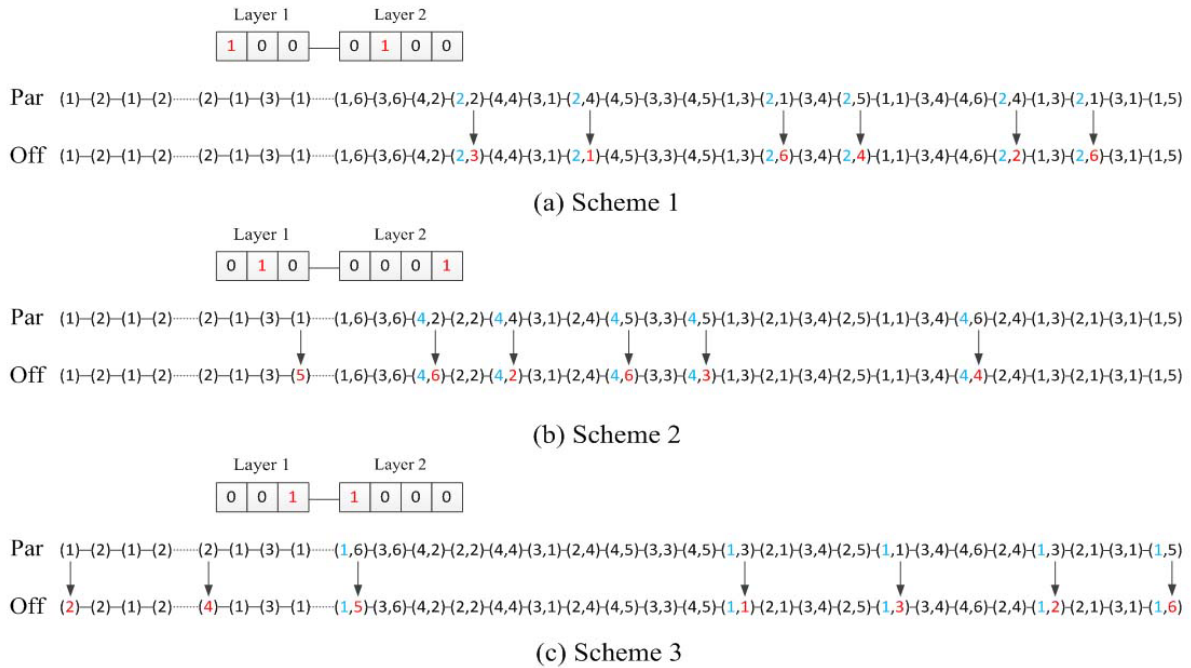 Layer 1 Layer 2
1 0 0 0 1 0 0
Par (1)-(2)-(1)-(2)······(2)-(1)-(3)-(1)······(1,6)-(3,6)-(4,2)-(2,2)-(4,4)-(3,1)-(2,4)-(4,5)-(3,3)-(4,5)-(1,3)-(2,1)-(3,4)-(2,5)-(1,1)-(3,4)-(4,6)-(2,4)-(1,3)-(2,1)-(3,1)-(1,5)
Off (1)-(2)-(1)-(2)······(2)-(1)-(3)-(1)······(1,6)-(3,6)-(4,2)-(2,3)-(4,4)-(3,1)-(2,1)-(4,5)-(3,3)-(4,5)-(1,3)-(2,6)-(3,4)-(2,4)-(1,1)-(3,4)-(4,6)-(2,2)-(1,3)-(2,6)-(3,1)-(1,5)
(a) Scheme 1
Layer 1 Layer 2
0 1 0 0 0 0 1
Par (1)-(2)-(1)-(2)······(2)-(1)-(3)-(1)······(1,6)-(3,6)-(4,2)-(2,2)-(4,4)-(3,1)-(2,4)-(4,5)-(3,3)-(4,5)-(1,3)-(2,1)-(3,4)-(2,5)-(1,1)-(3,4)-(4,6)-(2,4)-(1,3)-(2,1)-(3,1)-(1,5)
Off (1)-(2)-(1)-(2)······(2)-(1)-(3)-(5)······(1,6)-(3,6)-(4,6)-(2,2)-(4,2)-(3,1)-(2,4)-(4,6)-(3,3)-(4,3)-(1,3)-(2,1)-(3,4)-(2,5)-(1,1)-(3,4)-(4,4)-(2,4)-(1,3)-(2,1)-(3,1)-(1,5)
(b) Scheme 2
Layer 1 Layer 2
0 0 1 1 0 0 0
Par (1)-(2)-(1)-(2)······(2)-(1)-(3)-(1)······(1,6)-(3,6)-(4,2)-(2,2)-(4,4)-(3,1)-(2,4)-(4,5)-(3,3)-(4,5)-(1,3)-(2,1)-(3,4)-(2,5)-(1,1)-(3,4)-(4,6)-(2,4)-(1,3)-(2,1)-(3,1)-(1,5)
Off (2)-(2)-(1)-(2)······(4)-(1)-(3)-(1)······(1,5)-(3,6)-(4,2)-(2,2)-(4,4)-(3,1)-(2,4)-(4,5)-(3,3)-(4,5)-(1,1)-(2,1)-(3,4)-(2,5)-(1,3)-(3,4)-(4,6)-(2,4)-(1,2)-(2,1)-(3,1)-(1,6)
(c) Scheme 3